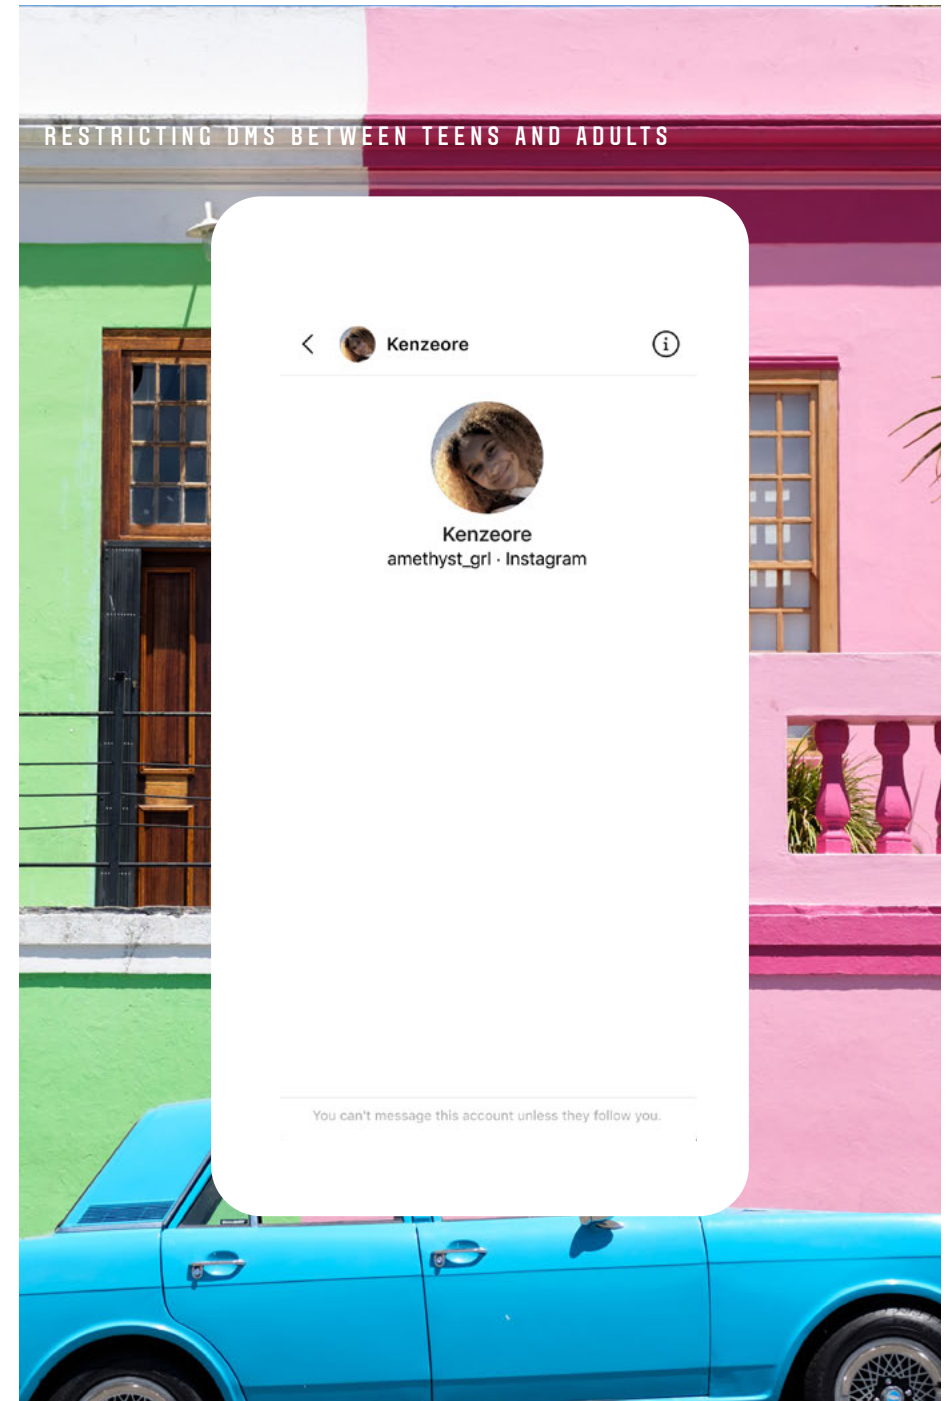 RESTRICTING DMS BETWEEN TEENS AND ADULTS
Kenzeore
Kenzeore
amethyst_grl · Instagram
You can't message this account unless they follow you.